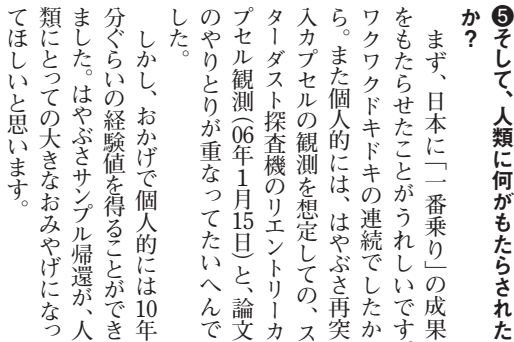 ❺そして、人類に何がもたらされた
か？
まず、日本に「一番乗り」の成果
をもたらせたことがうれしいです。
ワクワクドキドキの連続でしたか
ら。また個人的には、はやぶさ再突
入カプセルの観測を想定しての、ス
ターダスト探査機のリエントリーカ
プセル観測（06年1月15日）と、論文
のやりとりが重なってたいへんで
した。
しかし、おかげで個人的には10年
分ぐらいの経験値を得ることができ
ました。はやぶさサンプル帰還が、人
類にとっての大きなおみやげになっ
てほしいと思います。